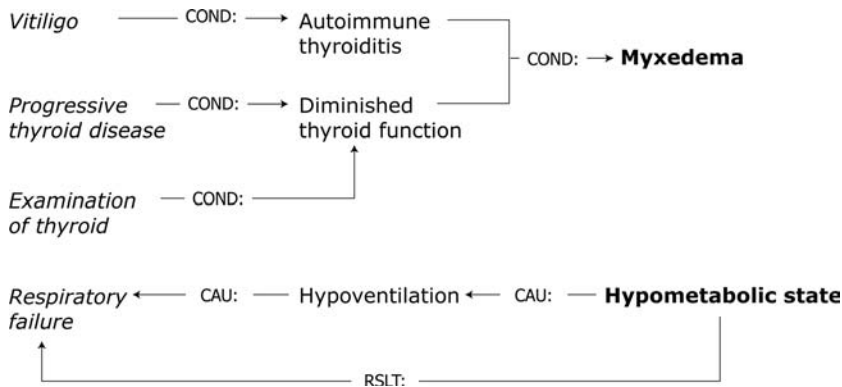 Vitiligo COND: Autoimmune
thyroiditis
COND: Myxedema
Progressive COND: Diminished
thyroid disease thyroid function
Examination COND:
of thyroid
Respiratory CAU: Hypoventilation CAU: Hypometabolic state
failure
RSLT: